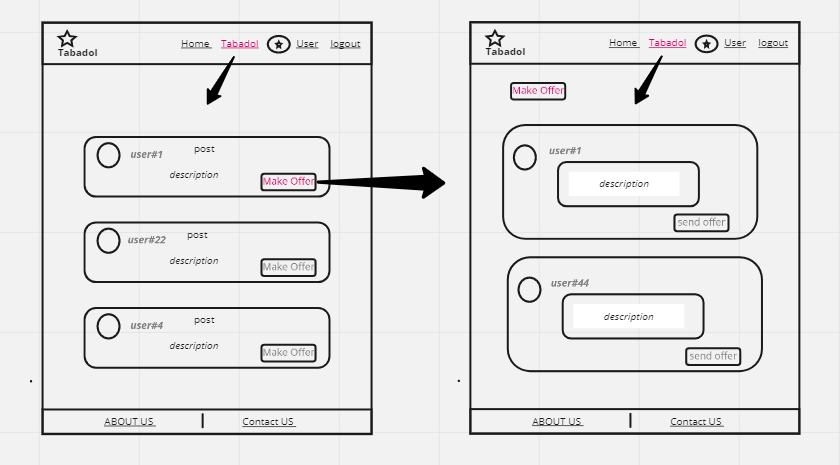 Tabadol
Home Tabadol User logout
user#1 post
description
Make Offer
user#22 post
description
Make Offer
user#4 post
description
Make Offer
ABOUT US Contact US
Tabadol
Home Tabadol User logout
Make Offer
user#1
description
send offer
user#44
description
send offer
ABOUT US Contact US